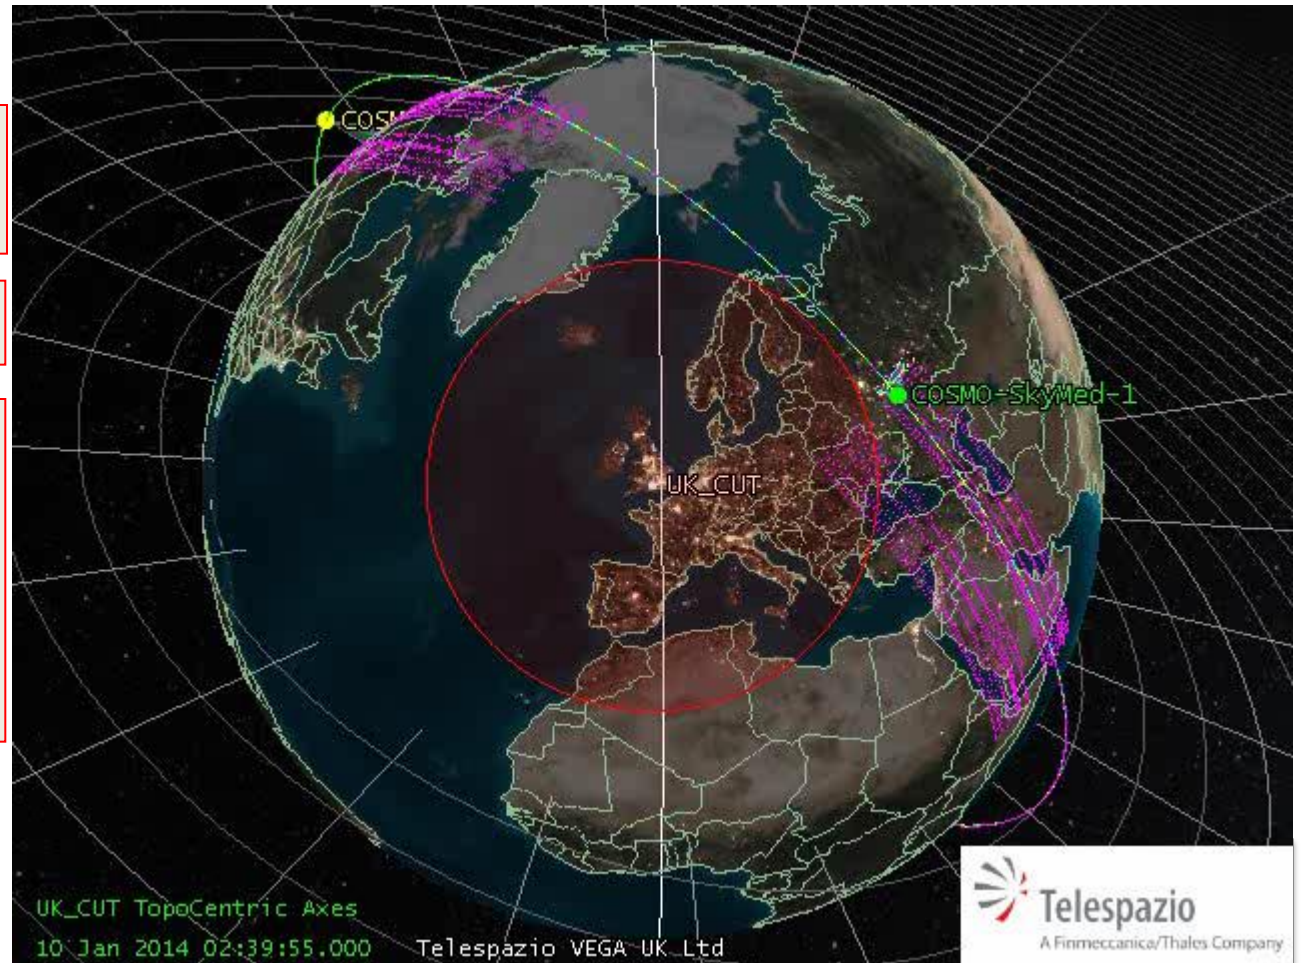 COSM
COSMO-SkyMed-1
UK_CUT
UK_CUT TopoCentric Axes
10 Jan 2014 02:39:55.000
Telespazio VEGA UK Ltd
Telespazio
A Finmeccanica/Thales Company